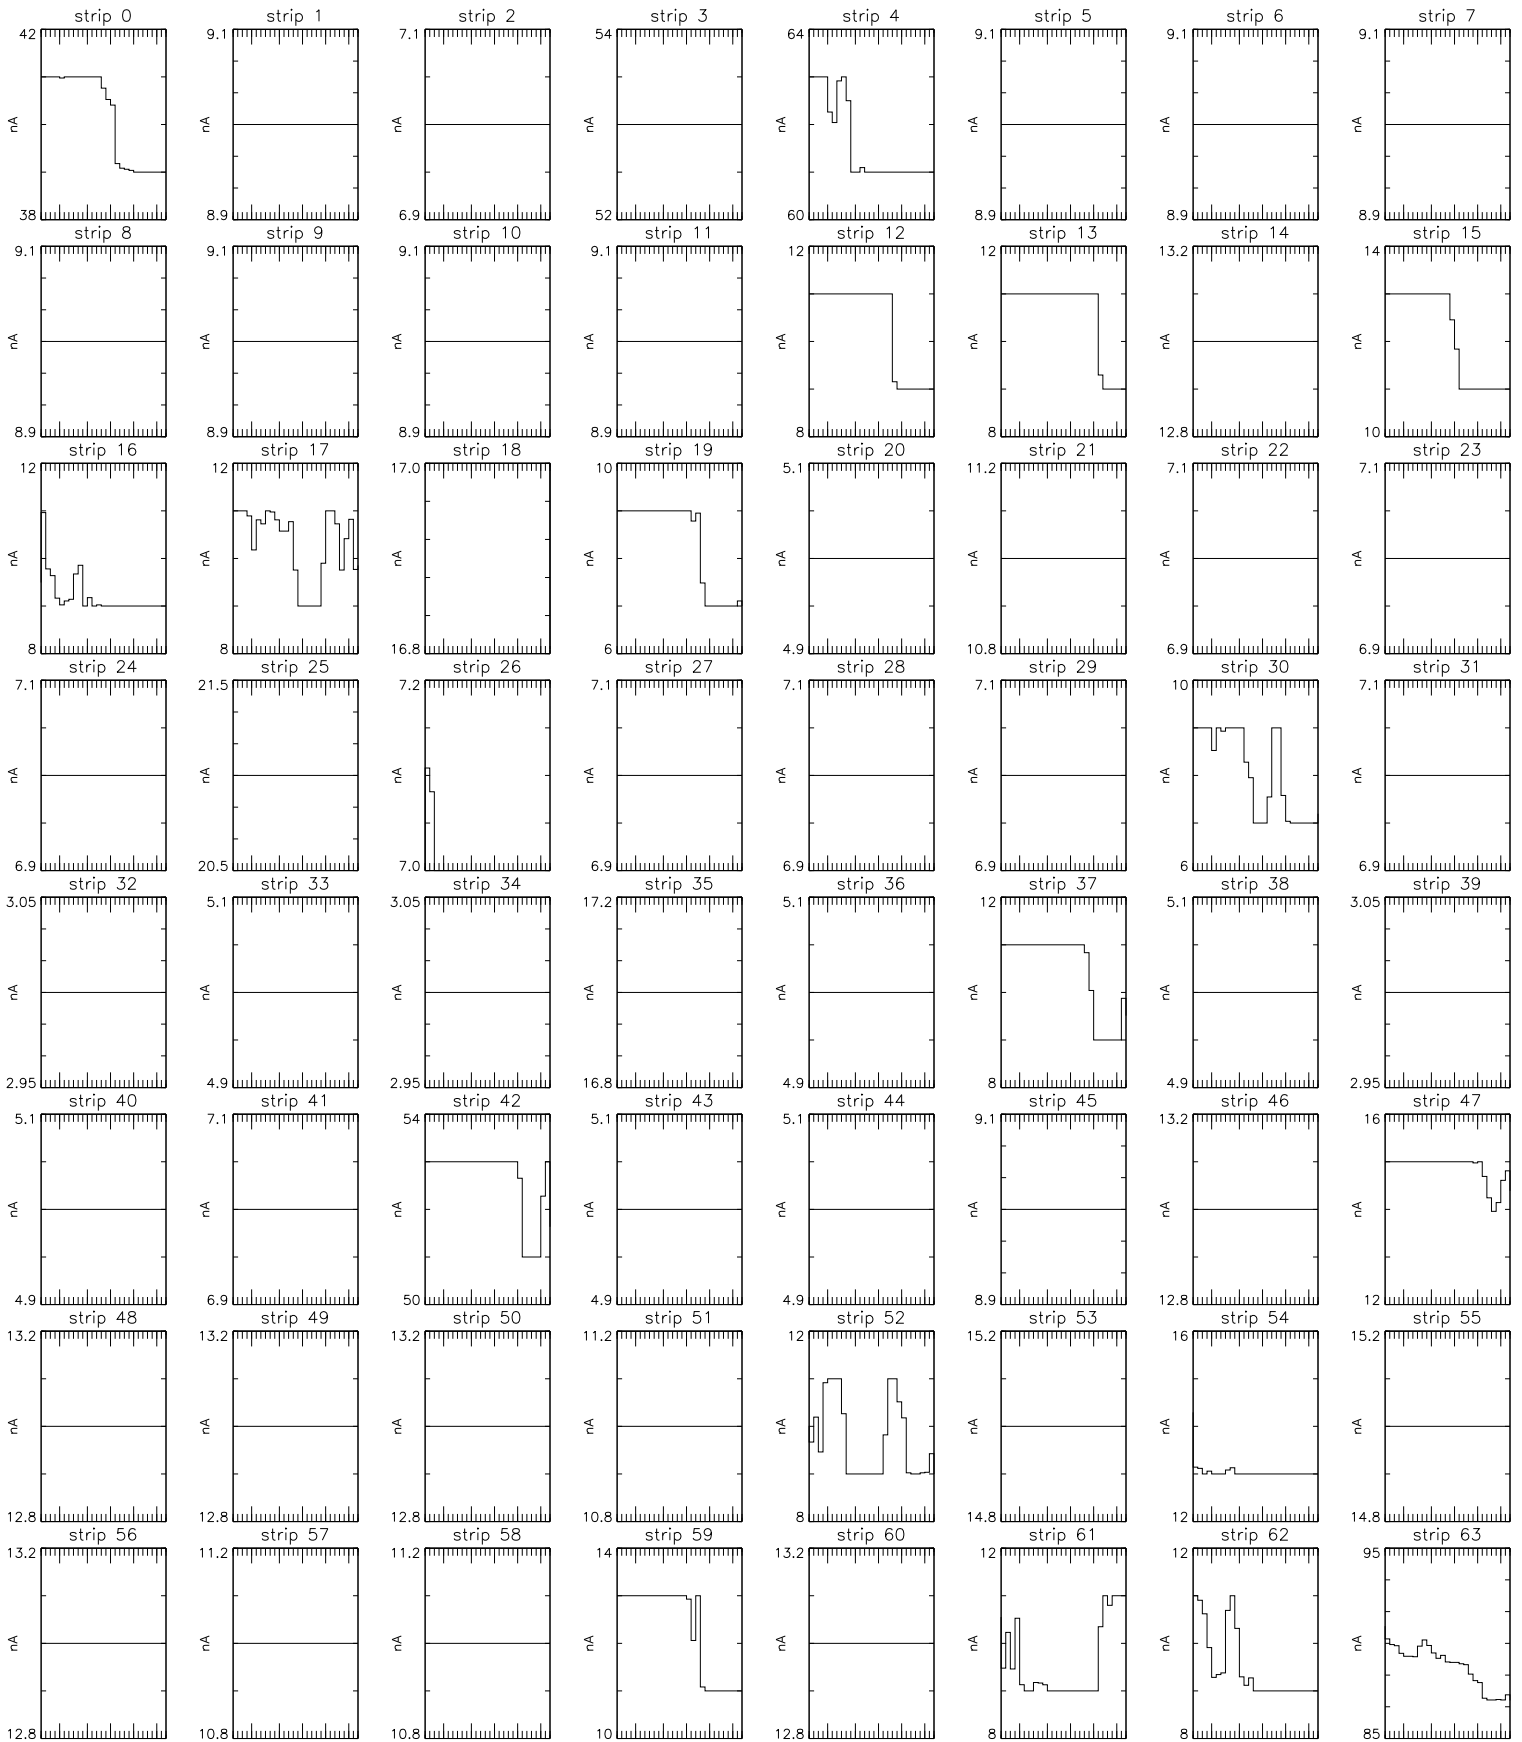 strip 0 strip 1 strip 2 strip 3 strip 4 strip 5 strip 6 strip 7
42 9.1 7.1 54 64 9.1 9.1 9.1
nA nA nA nA nA nA nA nA
38 8.9 6.9 52 60 8.9 8.9 8.9
strip 8 strip 9 strip 10 strip 11 strip 12 strip 13 strip 14 strip 15
9.1 9.1 9.1 9.1 12 12 13.2 14
nA nA nA nA nA nA nA nA
8.9 8.9 8.9 8.9 8 8 12.8 10
strip 16 strip 17 strip 18 strip 19 strip 20 strip 21 strip 22 strip 23
12 12 17.0 10 5.1 11.2 7.1 7.1
nA nA nA nA nA nA nA nA
8 8 16.8 6 4.9 10.8 6.9 6.9
strip 24 strip 25 strip 26 strip 27 strip 28 strip 29 strip 30 strip 31
7.1 21.5 7.2 7.1 7.1 7.1 10 7.1
nA nA nA nA nA nA nA nA
6.9 20.5 7.0 6.9 6.9 6.9 6 6.9
strip 32 strip 33 strip 34 strip 35 strip 36 strip 37 strip 38 strip 39
3.05 5.1 3.05 17.2 5.1 12 5.1 3.05
nA nA nA nA nA nA nA nA
2.95 4.9 2.95 16.8 4.9 8 4.9 2.95
strip 40 strip 41 strip 42 strip 43 strip 44 strip 45 strip 46 strip 47
5.1 7.1 54 5.1 5.1 9.1 13.2 16
nA nA nA nA nA nA nA nA
4.9 6.9 50 4.9 4.9 8.9 12.8 12
strip 48 strip 49 strip 50 strip 51 strip 52 strip 53 strip 54 strip 55
13.2 13.2 13.2 11.2 12 15.2 16 15.2
nA nA nA nA nA nA nA nA
12.8 12.8 12.8 10.8 8 14.8 12 14.8
strip 56 strip 57 strip 58 strip 59 strip 60 strip 61 strip 62 strip 63
13.2 11.2 11.2 14 13.2 12 12 95
nA nA nA nA nA nA nA nA
12.8 10.8 10.8 10 12.8 8 8 85